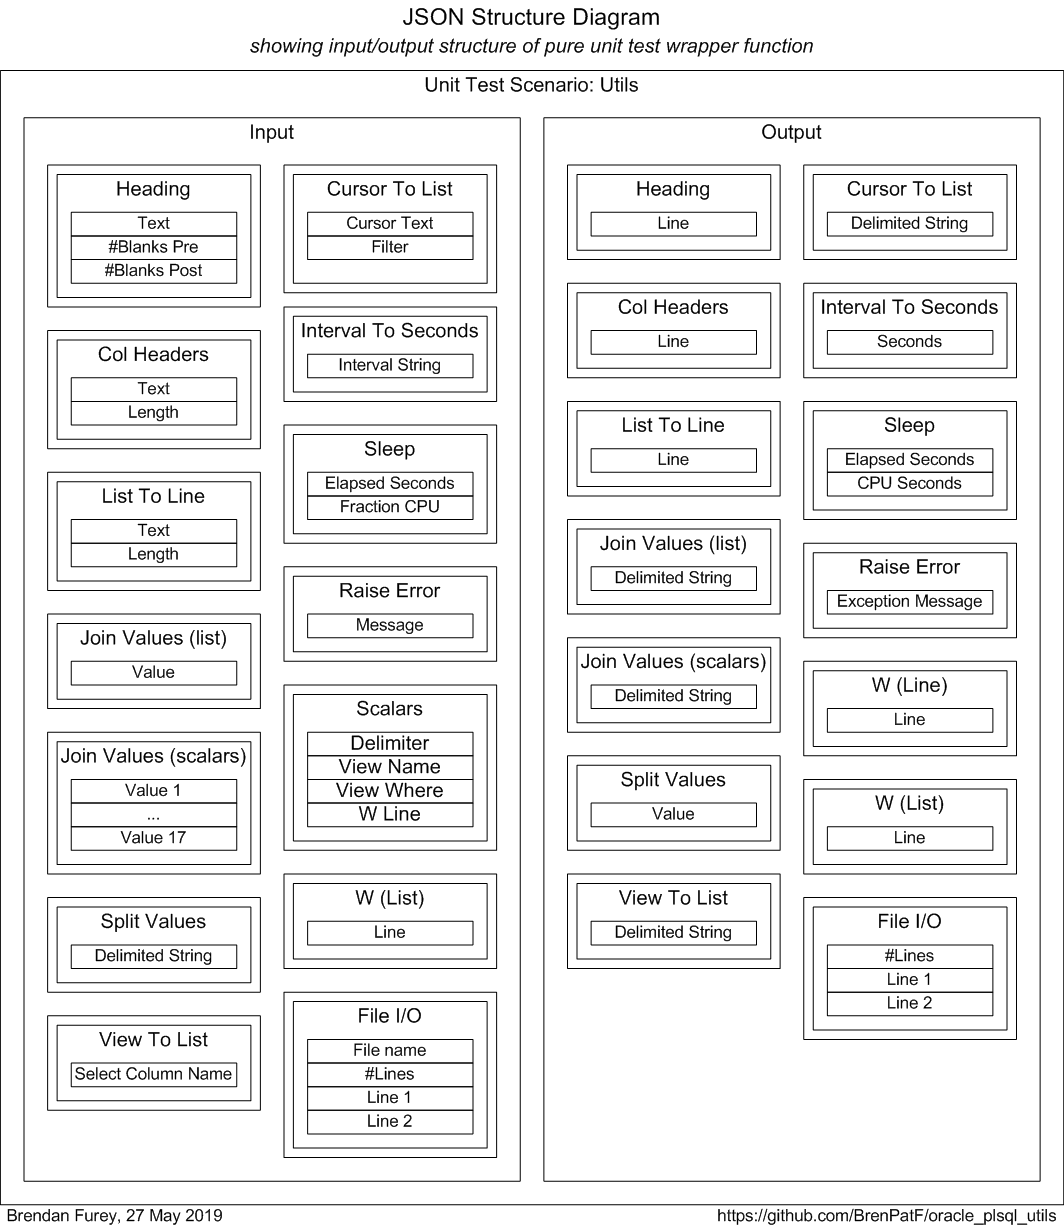 JSON Structure Diagram
showing input/output structure of pure unit test wrapper function
Unit Test Scenario: Utils
Input
Heading
Text
#Blanks Pre
#Blanks Post
Col Headers
Text
Length
List To Line
Text
Length
Join Values (list)
Value
Join Values (scalars)
Value 1
...
Value 17
Split Values
Delimited String
View To List
Select Column Name
Cursor To List
Cursor Text
Filter
Interval To Seconds
Interval String
Sleep
Elapsed Seconds
Fraction CPU
Raise Error
Message
Scalars
Delimiter
View Name
View Where
W Line
W (List)
Line
File I/O
File name
#Lines
Line 1
Line 2
Output
Heading
Line
Col Headers
Line
List To Line
Line
Join Values (list)
Delimited String
Join Values (scalars)
Delimited String
Split Values
Value
View To List
Delimited String
Cursor To List
Delimited String
Interval To Seconds
Seconds
Sleep
Elapsed Seconds
CPU Seconds
Raise Error
Exception Message
W (Line)
Line
W (List)
Line
File I/O
#Lines
Line 1
Line 2
Brendan Furey, 27 May 2019
https://github.com/BrenPatF/oracle_plsql_utils